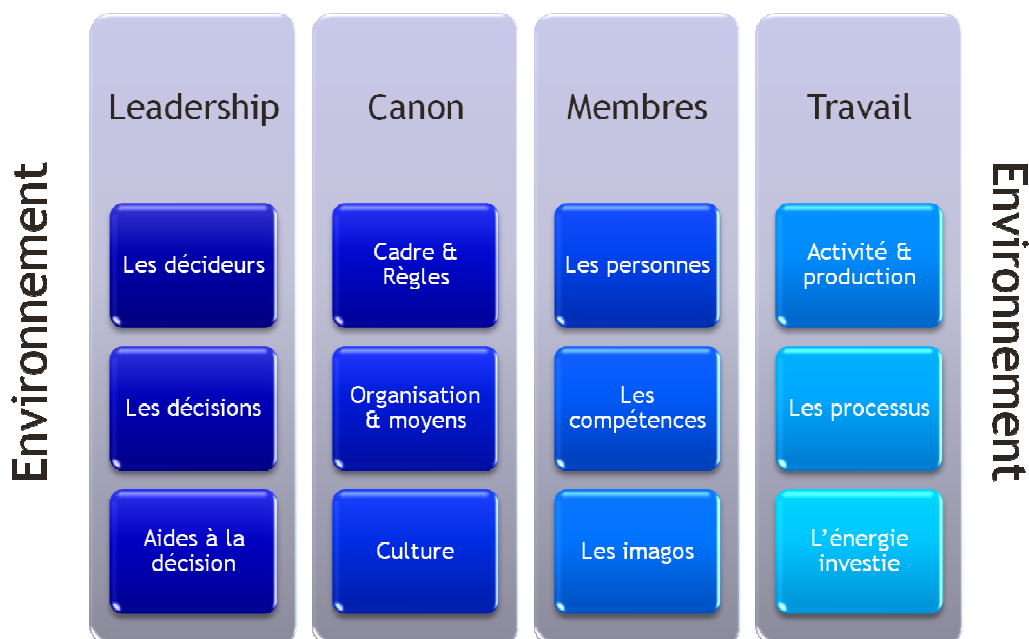 Environnement
Leadership
Les décideurs
Les décisions
Aides à la
décision
Canon
Cadre &
Règles
Organisation
& moyens
Culture
Membres
Les personnes
Les
compétences
Les imagos
Travail
Activité &
production
Les processus
L’énergie
investie
Environnement